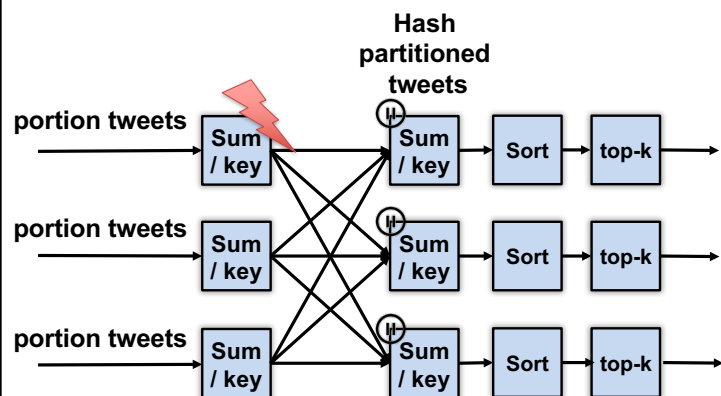 Hash
partitioned
tweets
portion tweets
Sum
/ key
Sum
/ key
Sort
top-k
portion tweets
Sum
/ key
Sum
/ key
Sort
top-k
portion tweets
Sum
/ key
Sum
/ key
Sort
top-k